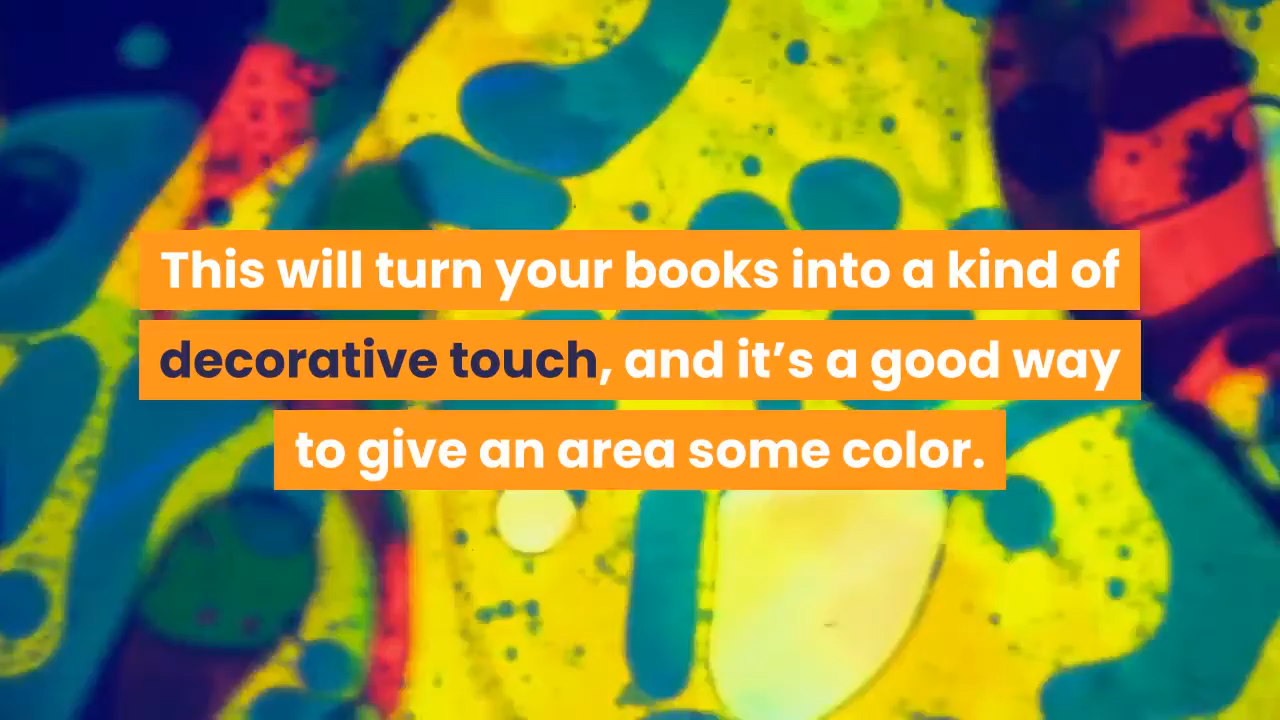 This will turn your books into a kind of
decorative touch, and it’s a good way
to give an area some color.